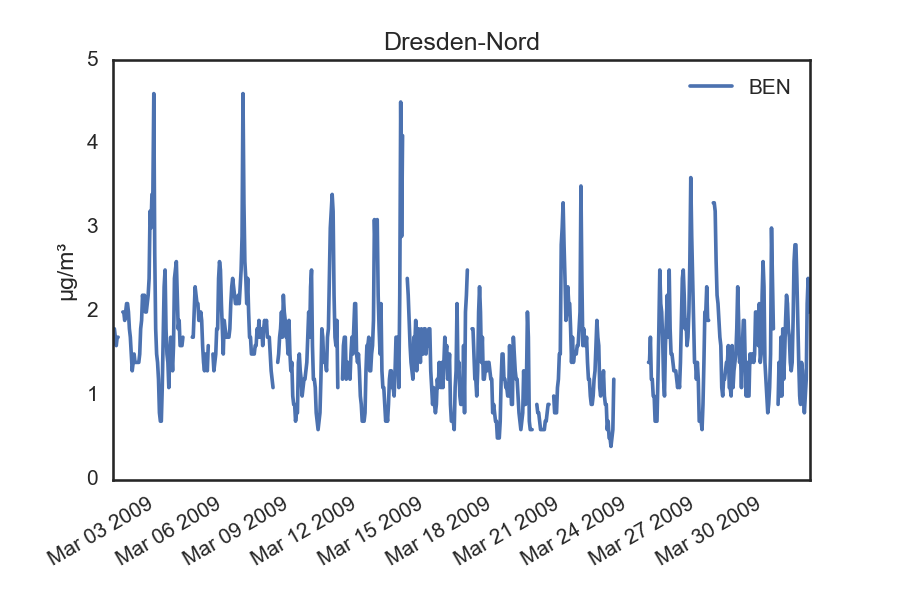 Dresden-Nord
BEN
µg/m³
5
4
3
2
1
0
Mar 03 2009
Mar 06 2009
Mar 09 2009
Mar 12 2009
Mar 15 2009
Mar 18 2009
Mar 21 2009
Mar 24 2009
Mar 27 2009
Mar 30 2009